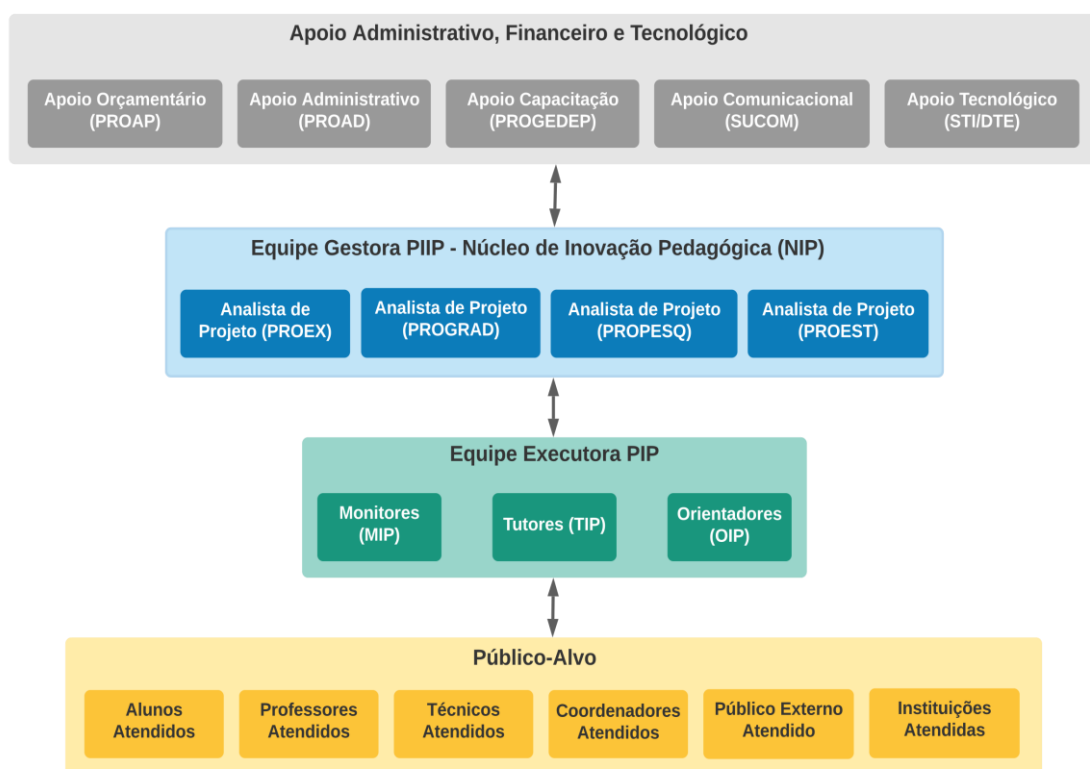 Apoio Administrativo, Financeiro e Tecnológico
Apoio Orçamentário
(PROAP)
Apoio Administrativo
(PROAD)
Apoio Capacitação
(PROGEDEP)
Apoio Comunicacional
(SUCOM)
Apoio Tecnológico
(STI/DTE)
Equipe Gestora PIIP - Núcleo de Inovação Pedagógica (NIP)
Analista de
Projeto (PROEX)
Analista de Projeto
(PROGRAD)
Analista de Projeto
(PROPESQ)
Analista de Projeto
(PROEST)
Equipe Executora PIP
Monitores
(MIP)
Tutores (TIP)
Orientadores
(OIP)
Público-Alvo
Alunos
Atendidos
Professores
Atendidos
Técnicos
Atendidos
Coordenadores
Atendidos
Público Externo
Atendido
Instituições
Atendidas